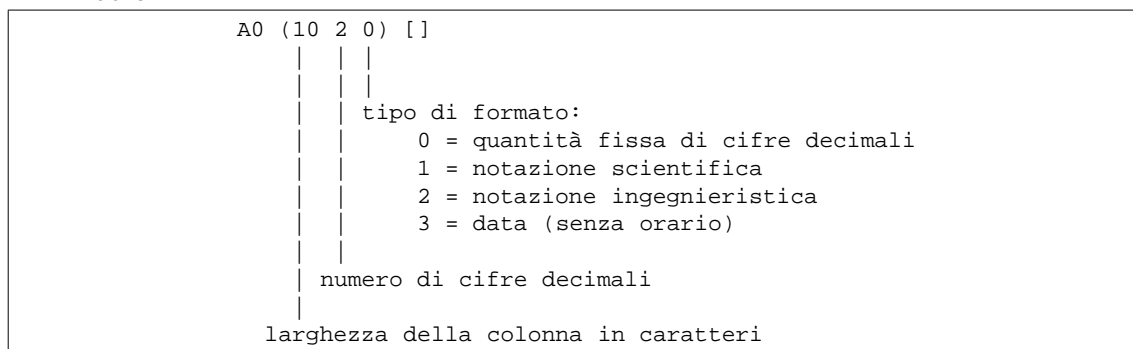 A0 (10 2 0) []
tipo di formato:
0 = quantità fissa di cifre decimali
1 = notazione scientifica
2 = notazione ingegnieristica
3 = data (senza orario)
numero di cifre decimali
larghezza della colonna in caratteri